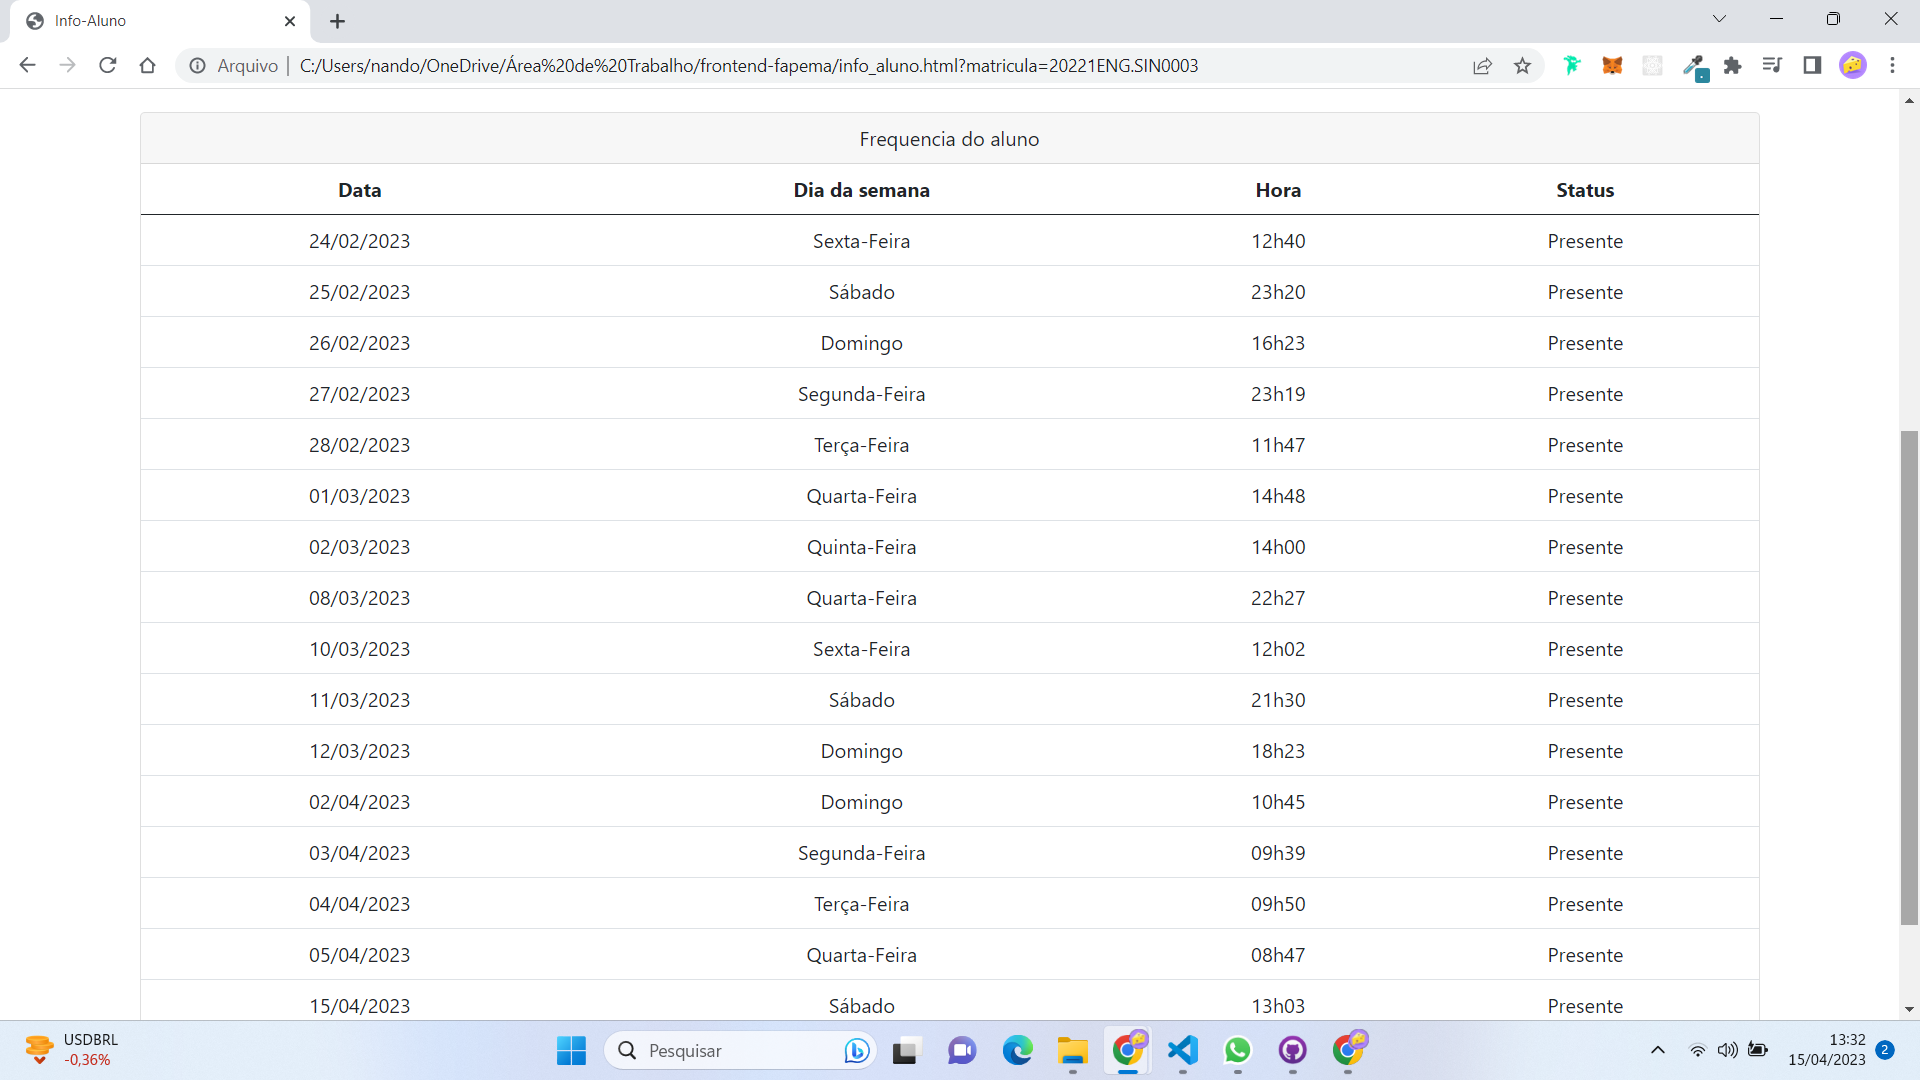 Info-Aluno
Arquivo | C:/Users/nando/OneDrive/Área%20de%20Trabalho/frontend-fapema/info_aluno.html?matricula=20221ENG.SIN0003
Frequencia do aluno
Data Dia da semana Hora Status
24/02/2023 Sexta-Feira 12h40 Presente
25/02/2023 Sábado 23h20 Presente
26/02/2023 Domingo 16h23 Presente
27/02/2023 Segunda-Feira 23h19 Presente
28/02/2023 Terça-Feira 11h47 Presente
01/03/2023 Quarta-Feira 14h48 Presente
02/03/2023 Quinta-Feira 14h00 Presente
08/03/2023 Quarta-Feira 22h27 Presente
10/03/2023 Sexta-Feira 12h02 Presente
11/03/2023 Sábado 21h30 Presente
12/03/2023 Domingo 18h23 Presente
02/04/2023 Domingo 10h45 Presente
03/04/2023 Segunda-Feira 09h39 Presente
04/04/2023 Terça-Feira 09h50 Presente
05/04/2023 Quarta-Feira 08h47 Presente
15/04/2023 Sábado 13h03 Presente
USDBRL
-0,36%
Pesquisar
13:32
15/04/2023 2